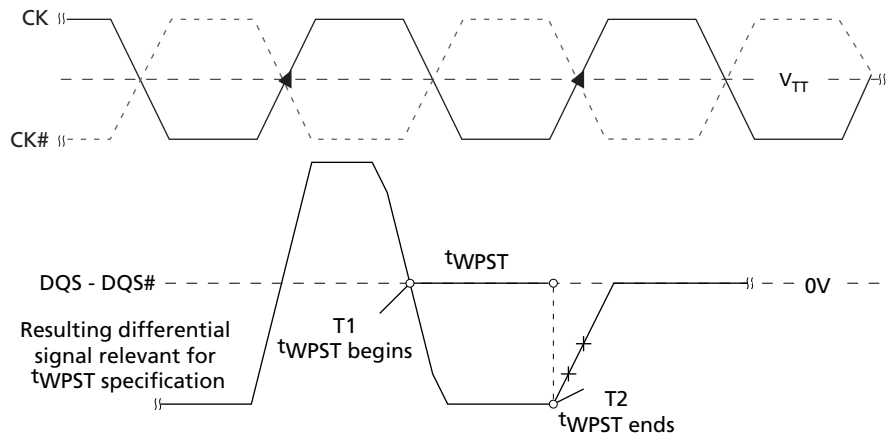 CK
VTT
CK#
tWPST
DQS - DQS#
0V
Resulting differential
signal relevant for
tWPST specification
T1
tWPST begins
T2
tWPST ends